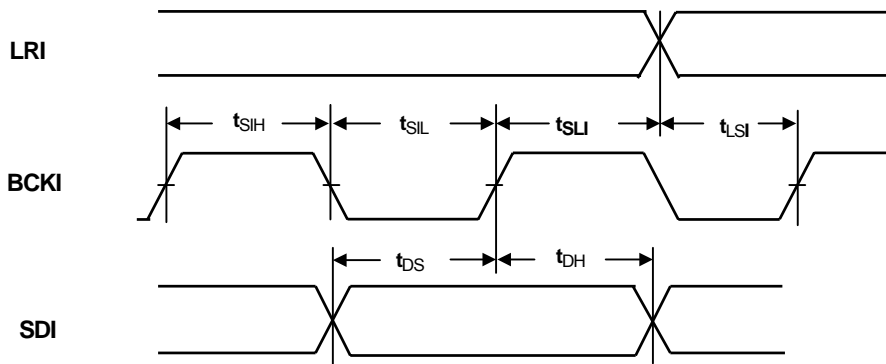 LRI
tSIH tSIL tSLI tLSI
BCKI
tDS tDH
SDI